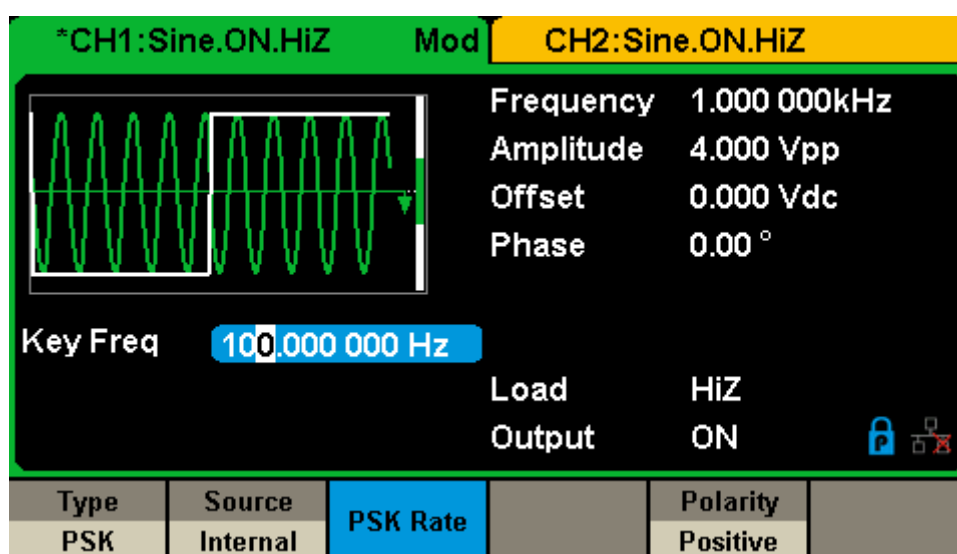 *CH1:Sine.ON.HiZ Mod CH2:Sine.ON.HiZ
Frequency 1.000 000kHz
Amplitude 4.000 Vpp
Offset 0.000 Vdc
Phase 0.00 °
Key Freq 100.000 000 Hz
Load HiZ
Output ON
P
Type Source PSK Rate Polarity
PSK Internal Positive